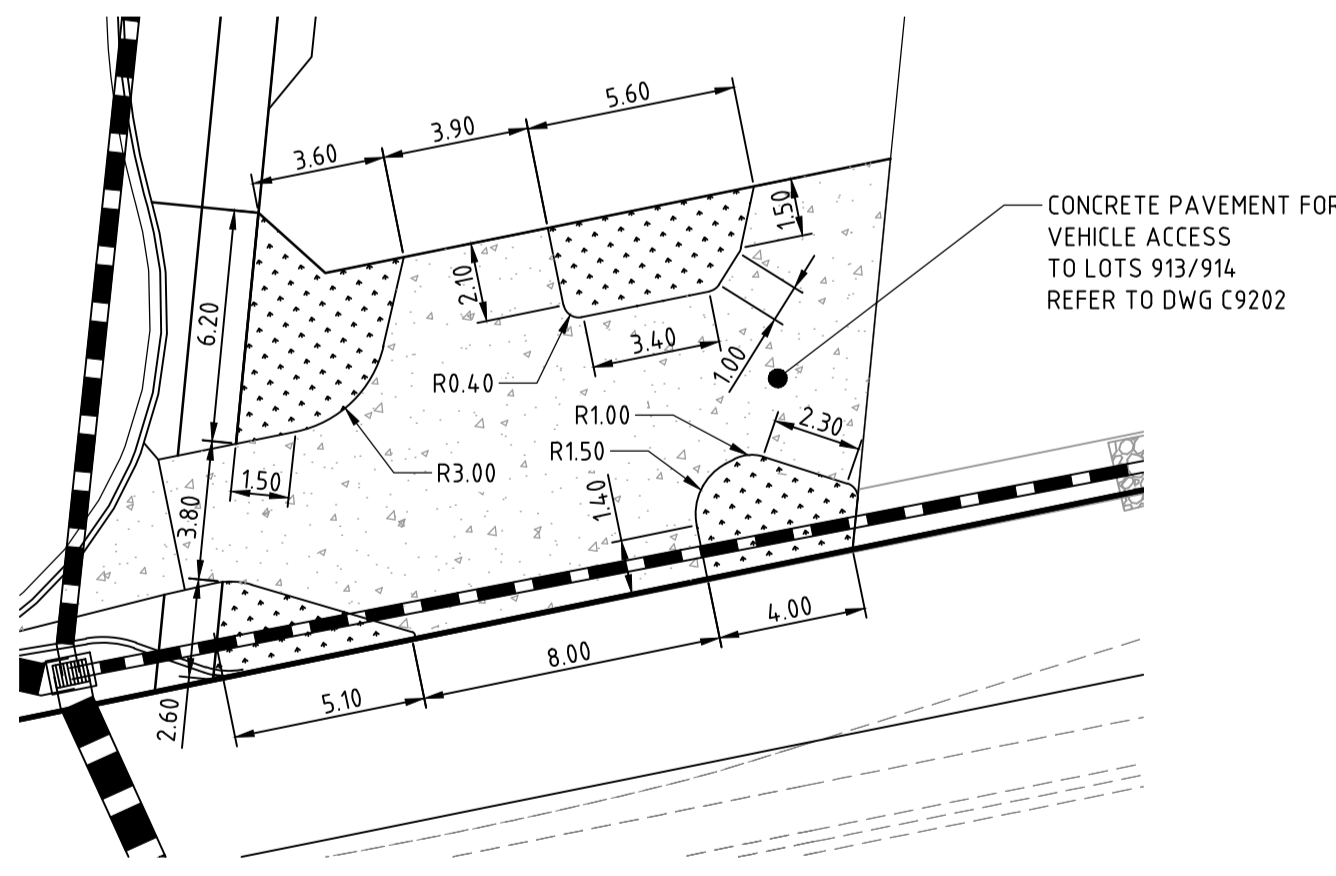 5.60
3.90
3.60
1.50
CONCRETE PAVEMENT FOR
VEHICLE ACCESS
TO LOTS 913/914
REFER TO DWG C9202
2.10
6.20
3.40
1.00
R0.40
R1.00
2.30
R1.50
R3.00
1.50
1.40
3.80
4.00
8.00
5.10
2.60